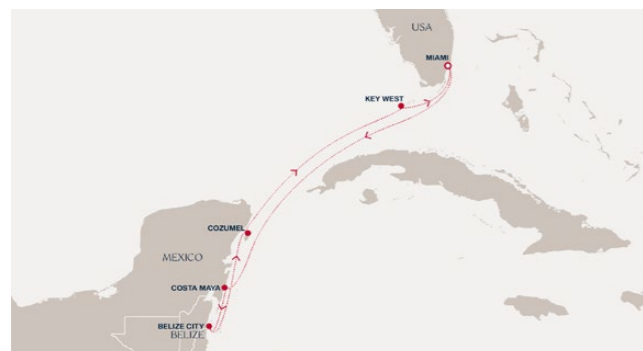 USA
MIAMI
KEY WEST
COZUMEL
MEXICO
COSTA MAYA
BELIZE CITY
BELIZE